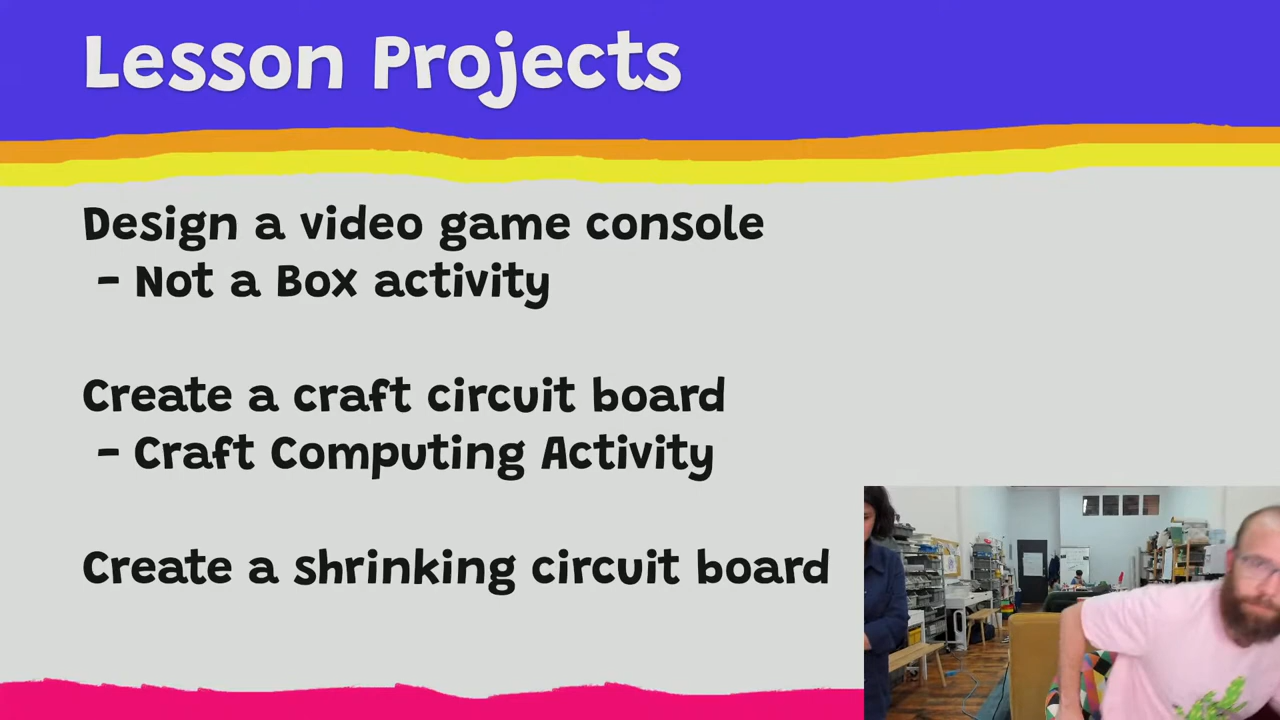 Lesson Projects
Design a video game console
- Not a Box activity
Create a craft circuit board
- Craft Computing Activity
Create a shrinking circuit board